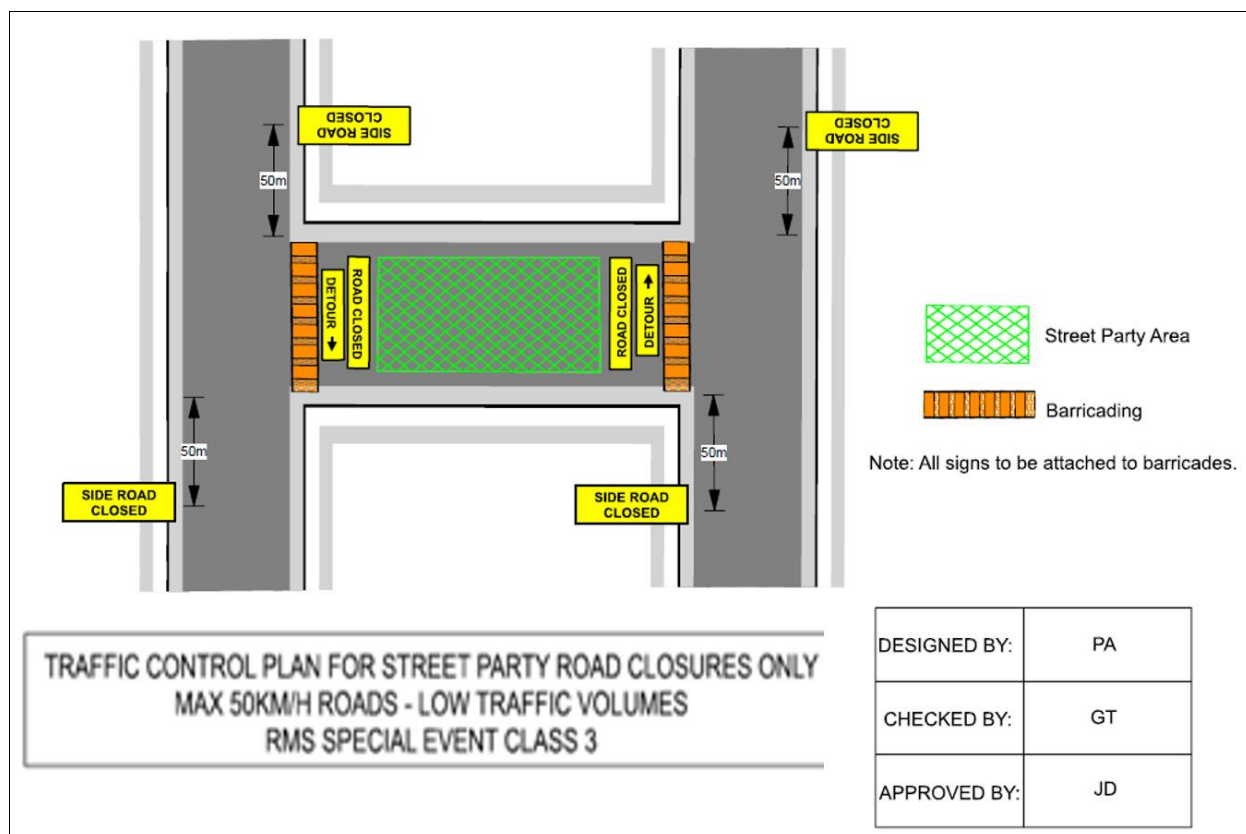 SIDE ROAD
CLOSED
SIDE ROAD
CLOSED
50m
50m
DETOUR →
ROAD CLOSED
ROAD CLOSED
DETOUR →
50m
50m
SIDE ROAD
CLOSED
SIDE ROAD
CLOSED
Street Party Area
Barricading
Note: All signs to be attached to barricades.
TRAFFIC CONTROL PLAN FOR STREET PARTY ROAD CLOSURES ONLY
MAX 50KM/H ROADS - LOW TRAFFIC VOLUMES
RMS SPECIAL EVENT CLASS 3
DESIGNED BY: PA
CHECKED BY: GT
APPROVED BY: JD